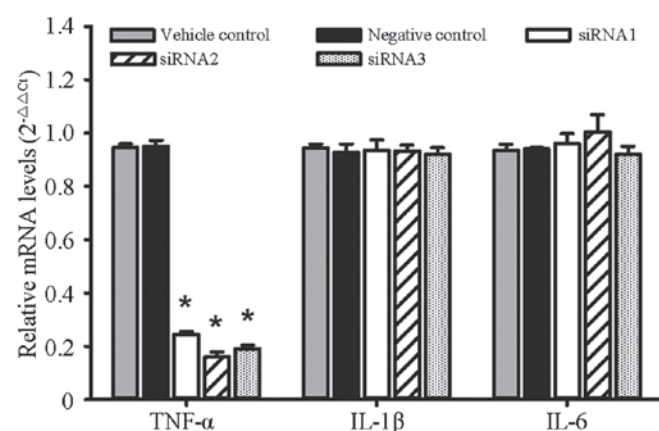 Relative mRNA levels (2-△△Ct)
1.4
1.2
1.0
0.8
0.6
0.4
0.2
0
Vehicle control Negative control siRNA1
siRNA2 siRNA3
* * *
TNF-α IL-1β IL-6